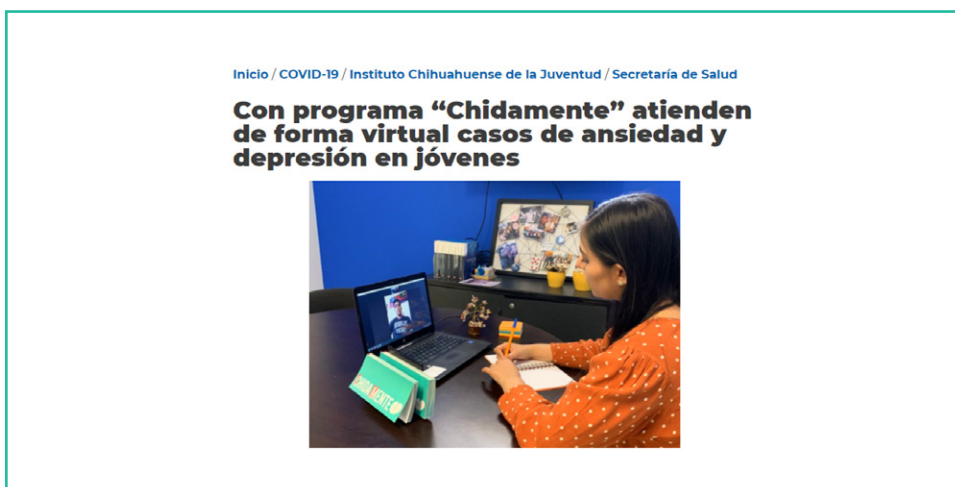 Inicio / COVID-19 / Instituto Chihuahuense de la Juventud / Secretaría de Salud
Con programa “Chidamente” atienden
de forma virtual casos de ansiedad y
depresión en jóvenes
CHIDAMENTE